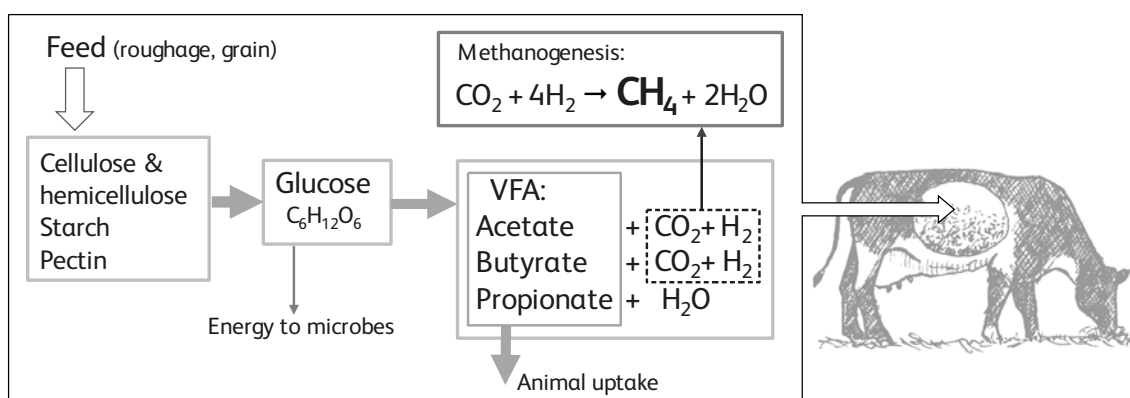 Feed (roughage, grain)
Methanogenesis:
CO₂ + 4H₂ → CH₄ + 2H₂O
Cellulose &
hemicellulose
Starch
Pectin
Glucose
C₆H₁₂O₆
Energy to microbes
VFA:
Acetate + CO₂+ H₂
Butyrate + CO₂+ H₂
Propionate + H₂O
Animal uptake